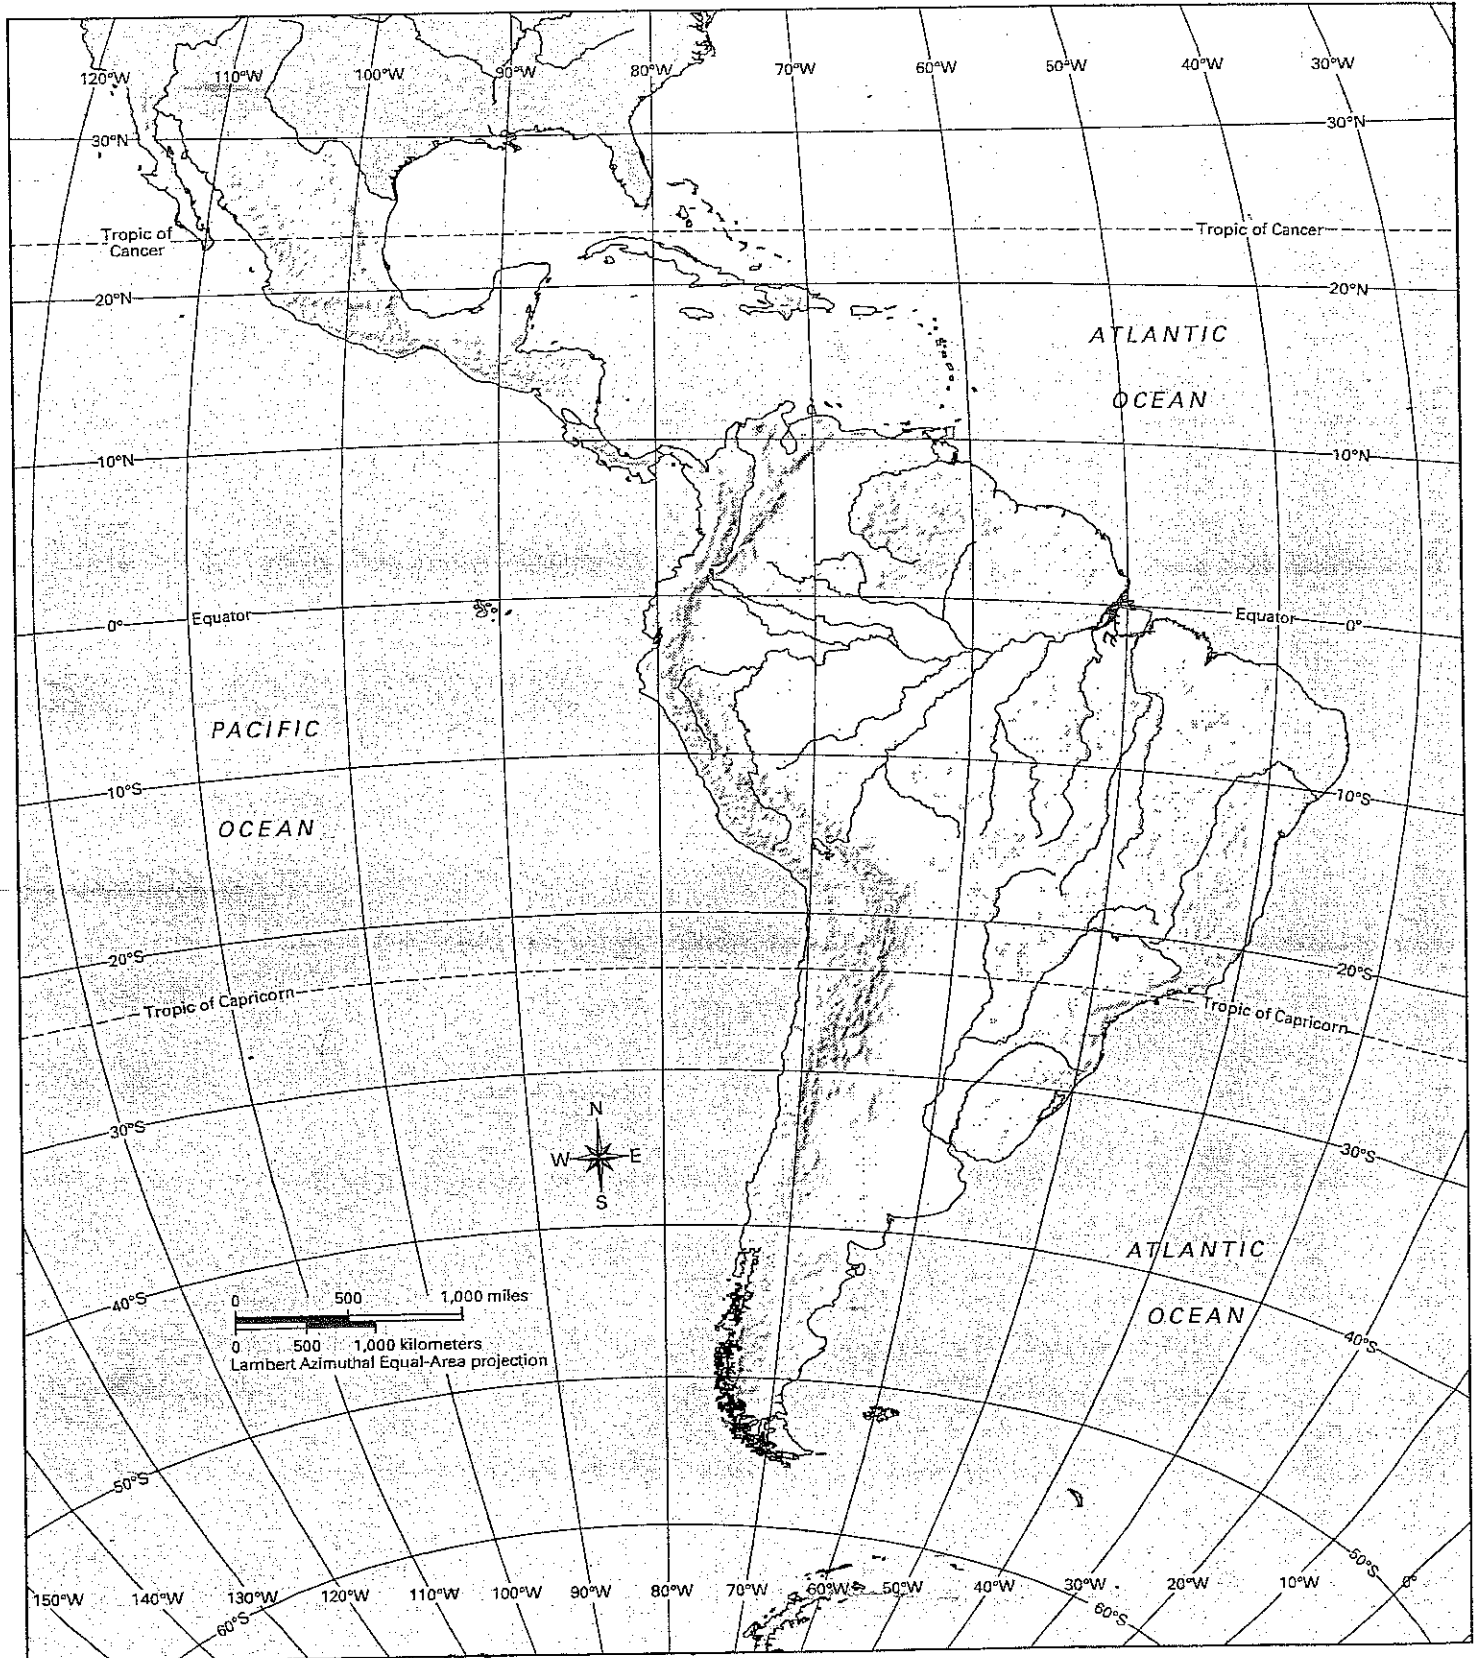 120°W 110°W 100°W 90°W 80°W 70°W 60°W 50°W 40°W 30°W
30°N 30°N
Tropic of
Cancer
Tropic of Cancer
20°N 20°N
ATLANTIC
OCEAN
10°N 10°N
0° Equator Equator 0°
PACIFIC
OCEAN
10°S 10°S
20°S 20°S
Tropic of Capricorn Tropic of Capricorn
N
W E
S
30°S 30°S
ATLANTIC
OCEAN
40°S 40°S
0 500 1,000 miles
0 500 1,000 kilometers
Lambert Azimuthal Equal-Area projection
50°S 50°S
150°W 140°W 130°W 120°W 110°W 100°W 90°W 80°W 70°W 60°W 50°W 40°W 30°W 20°W 10°W 0°
60°S 60°S